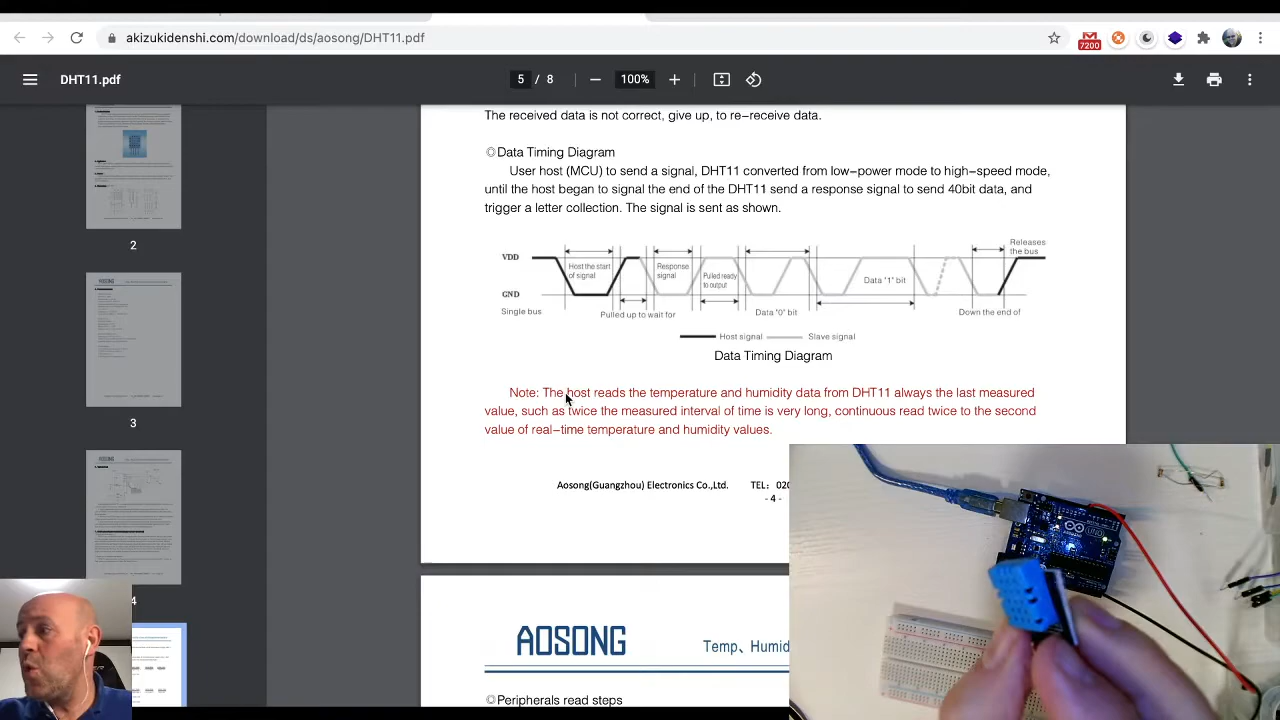 akizukidenshi.com/download/ds/aosong/DHT11.pdf
7200
DHT11.pdf
5 / 8
100%
The received data is not correct, give up, to re-receive data.
◎Data Timing Diagram
User host (MCU) to send a signal, DHT11 converted from low-power mode to high-speed mode,
until the host began to signal the end of the DHT11 send a response signal to send 40bit data, and
trigger a letter collection. The signal is sent as shown.
VDD
Host the start
of signal
Response
signal
Pulled ready
to output
Data "1" bit
Releases
the bus
GND
Single bus
Pulled up to wait for
Data "0" bit
Down the end of
Host signal
Slave signal
Data Timing Diagram
Note: The host reads the temperature and humidity data from DHT11 always the last measured
value, such as twice the measured interval of time is very long, continuous read twice to the second
value of real-time temperature and humidity values.
Aosong(Guangzhou) Electronics Co.,Ltd.
TEL: 020
- 4 -
AOSONG
Temp、Humid
◎Peripherals read steps
2
3
4
UNO